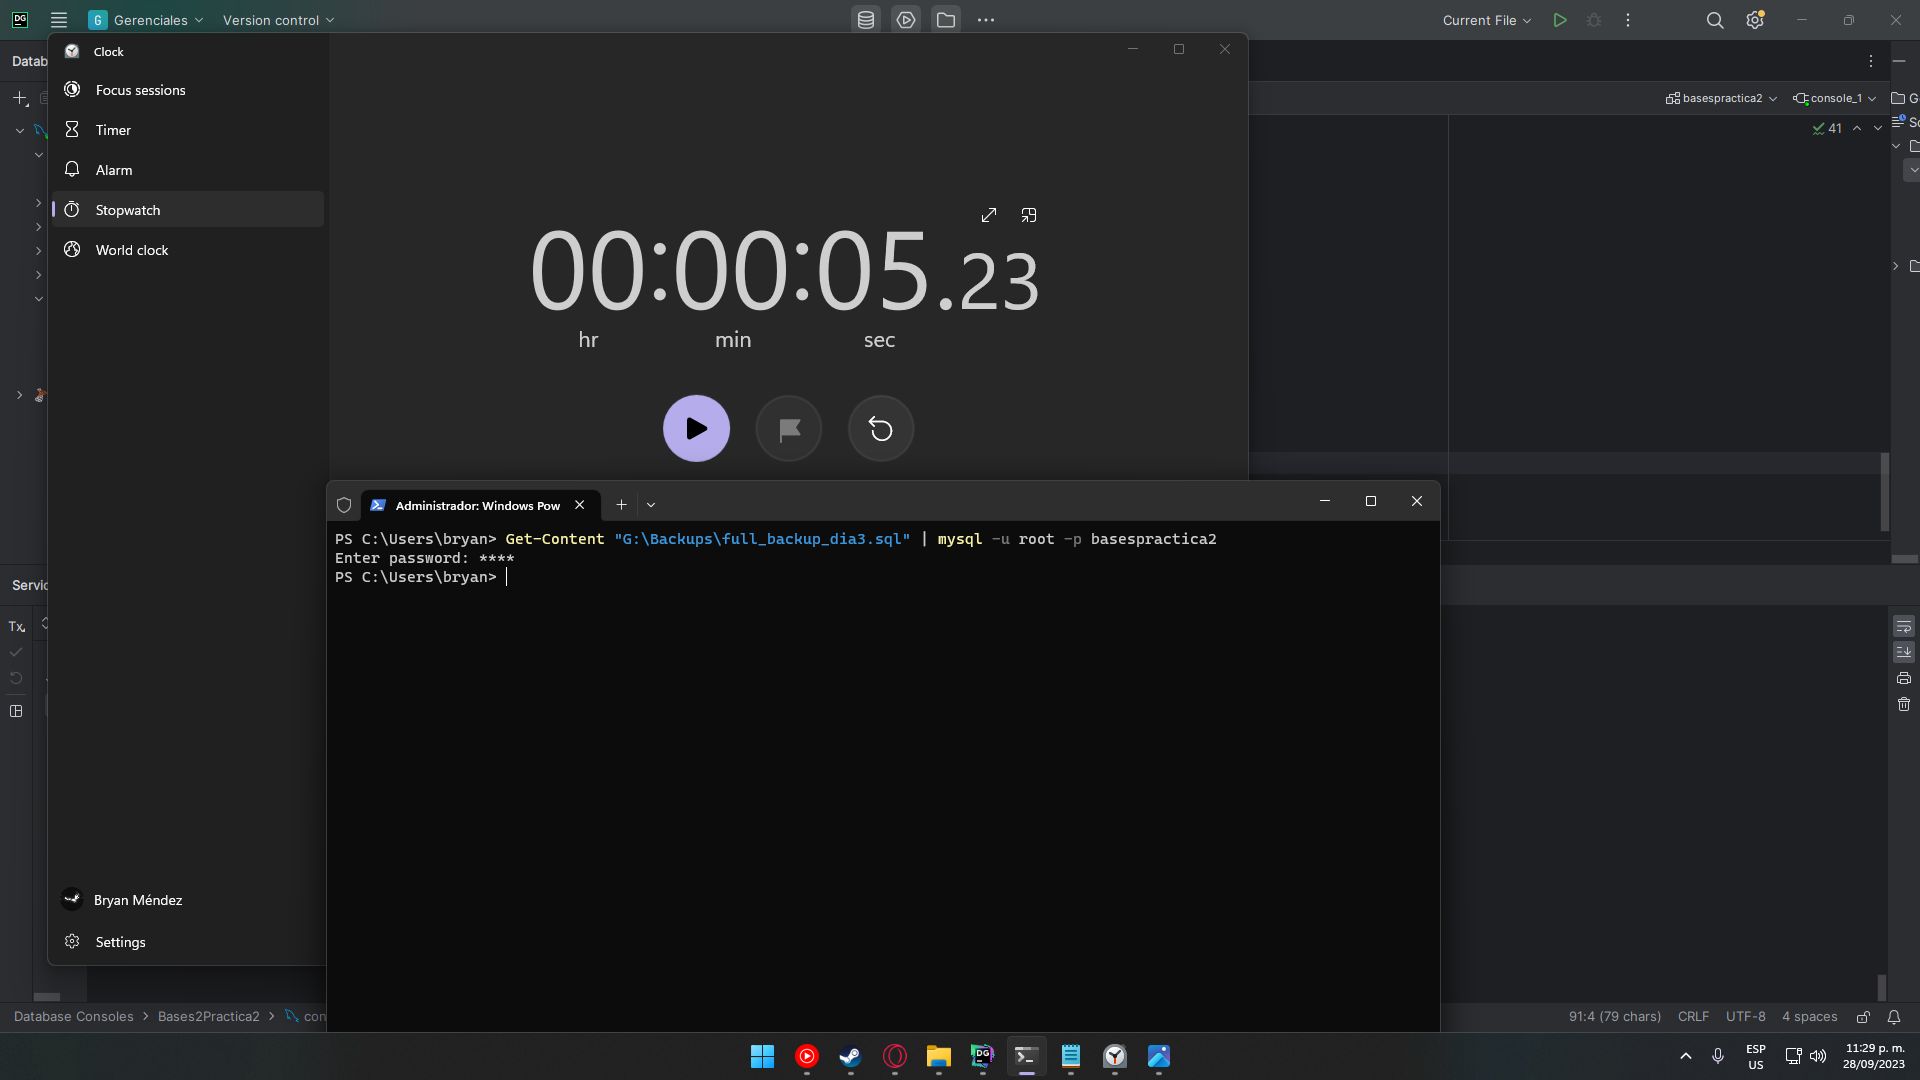 DG
G Gerenciales
Version control
Current File
Datab
basespractica2
console_1
G
41
Sc
Clock
Focus sessions
Timer
Alarm
Stopwatch
World clock
00:00:05.23
hr min sec
Bryan Méndez
Settings
Administrador: Windows Pow
PS C:\Users\bryan> Get-Content "G:\Backups\full_backup_dia3.sql" | mysql -u root -p basespractica2
Enter password: ****
PS C:\Users\bryan>
Servic
Tx
Database Consoles > Bases2Practica2 > con
91:4 (79 chars) CRLF UTF-8 4 spaces
DG
ESP
US
11:29 p. m.
28/09/2023